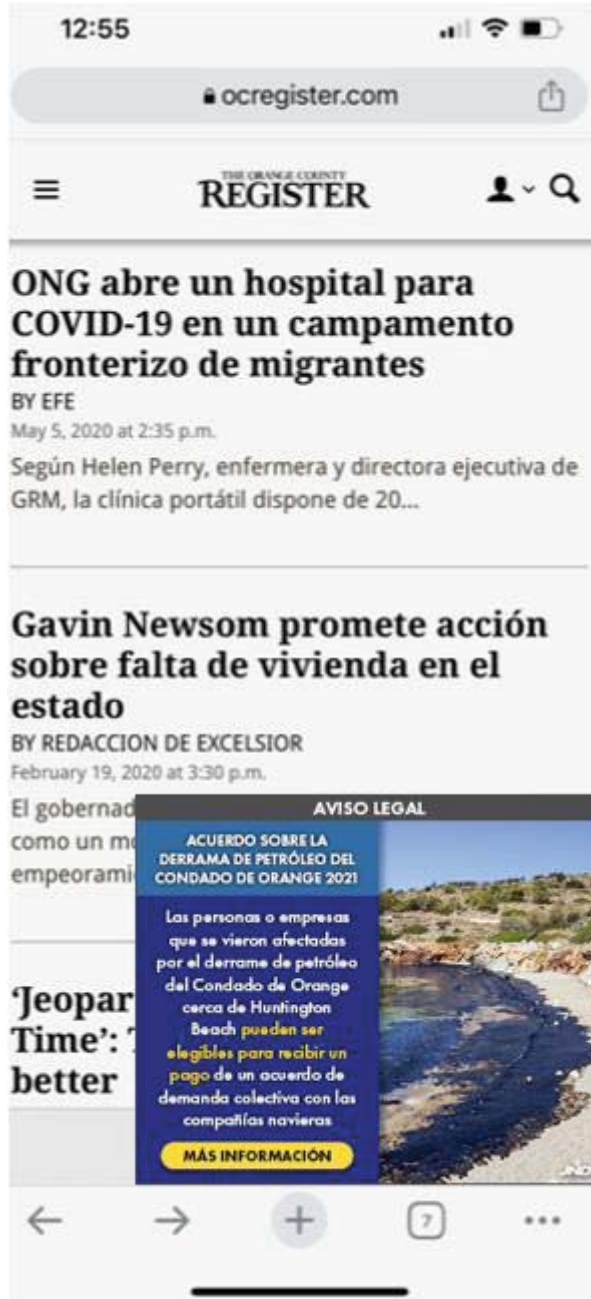 12:55
ocregister.com
THE ORANGE COUNTY
REGISTER
ONG abre un hospital para
COVID-19 en un campamento
fronterizo de migrantes
BY EFE
May 5, 2020 at 2:35 p.m.
Según Helen Perry, enfermera y directora ejecutiva de
GRM, la clínica portátil dispone de 20...
Gavin Newsom promete acción
sobre falta de vivienda en el
estado
BY REDACCION DE EXCELSIOR
February 19, 2020 at 3:30 p.m.
El gobernad
como un mo
empeorami
AVISO LEGAL
ACUERDO SOBRE LA
DERRAMA DE PETRÓLEO DEL
CONDADO DE ORANGE 2021
Las personas o empresas
que se vieron afectadas
por el derrame de petróleo
del Condado de Orange
cerca de Huntington
Beach pueden ser
elegibles para recibir un
pago de un acuerdo de
demanda colectiva con las
compañías navieras
MÁS INFORMACIÓN
‘Jeopar
Time’:
better
7